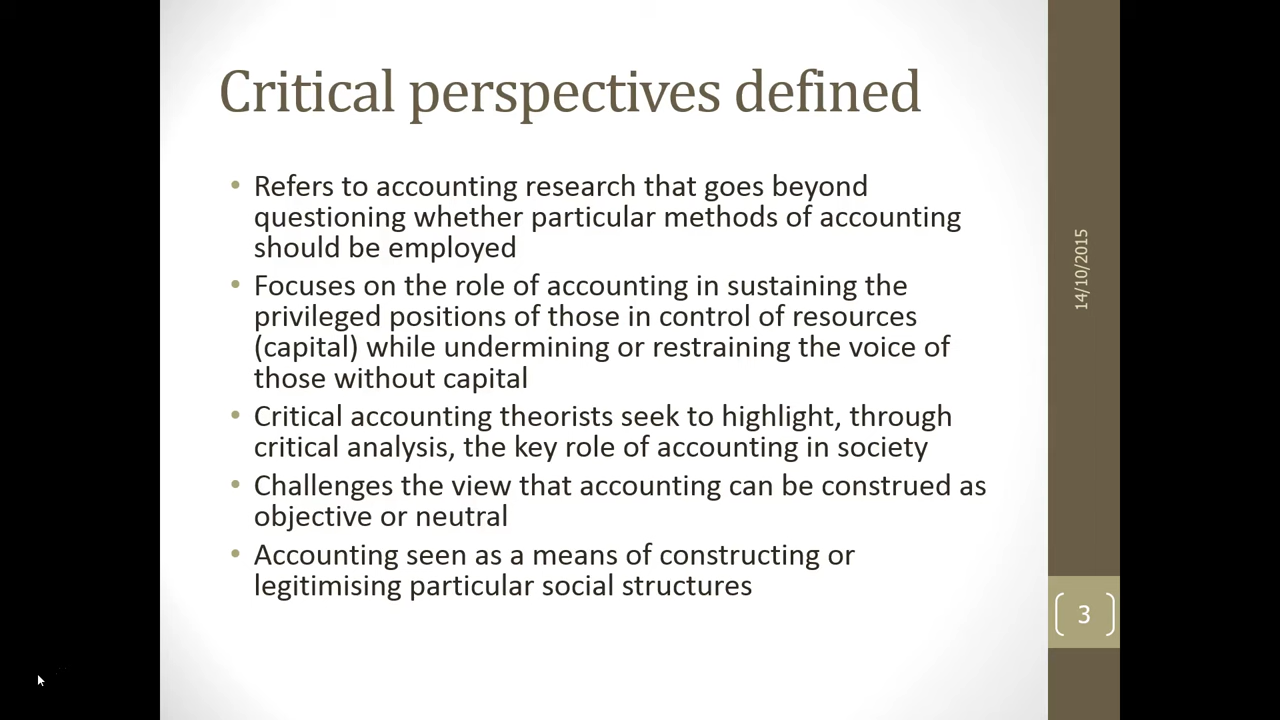 Critical perspectives defined
• Refers to accounting research that goes beyond
questioning whether particular methods of accounting
should be employed
• Focuses on the role of accounting in sustaining the
privileged positions of those in control of resources
(capital) while undermining or restraining the voice of
those without capital
• Critical accounting theorists seek to highlight, through
critical analysis, the key role of accounting in society
• Challenges the view that accounting can be construed as
objective or neutral
• Accounting seen as a means of constructing or
legitimising particular social structures
14/10/2015
3